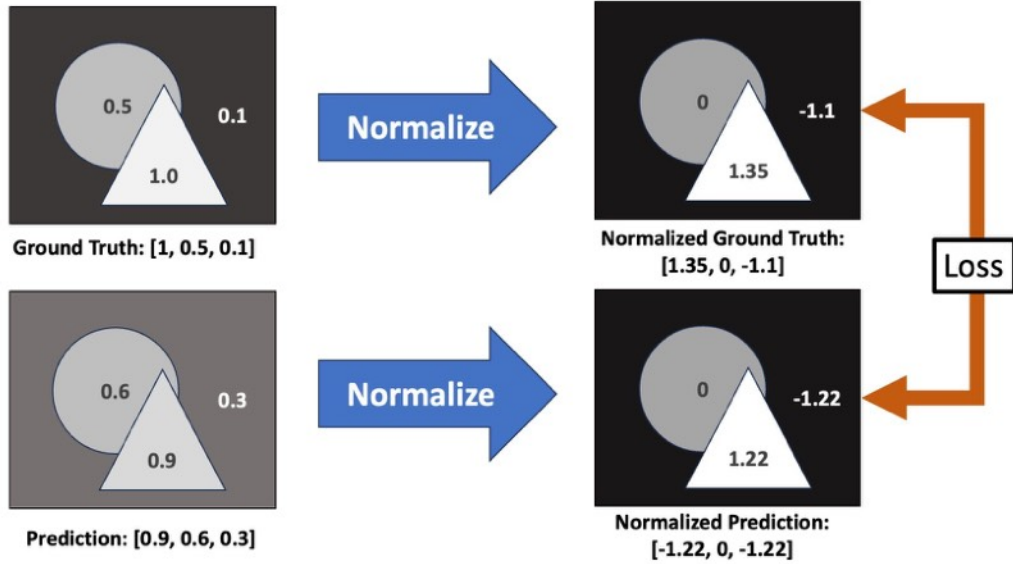 0.5
0.1
1.0
Ground Truth: [1, 0.5, 0.1]
Normalize
0
-1.1
1.35
Normalized Ground Truth:
[1.35, 0, -1.1]
Loss
0.6
0.3
0.9
Prediction: [0.9, 0.6, 0.3]
Normalize
0
-1.22
1.22
Normalized Prediction:
[-1.22, 0, -1.22]